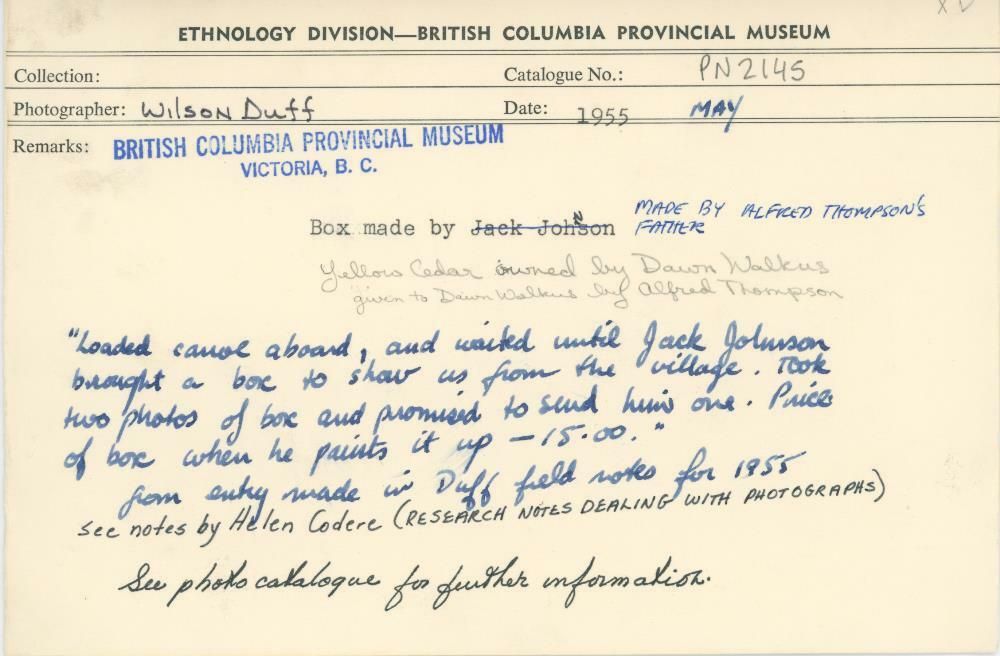 XV
ETHNOLOGY DIVISION—BRITISH COLUMBIA PROVINCIAL MUSEUM
Collection: Catalogue No.: PN2145
Photographer: Wilson Duff Date: 1955 MAY
Remarks: BRITISH COLUMBIA PROVINCIAL MUSEUM
VICTORIA, B. C.
MADE BY ALFRED THOMPSON'S
Box made by Jack Johnson FATHER
Yellow Cedar owned by Dawn Walkus
given to Dawn Walkus by Alfred Thompson
"Loaded canoe aboard, and waited until Jack Johnson
brought a box to show us from the village. Took
two photos of box and promised to send him one. Price
of box when he paints it up — 15.00."
from entry made in Duff field notes for 1955
see notes by Helen Codere (RESEARCH NOTES DEALING WITH PHOTOGRAPHS)
See photo catalogue for further information.